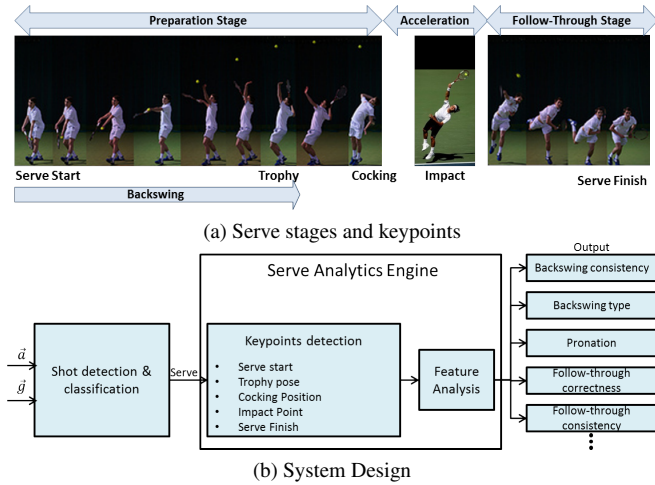 Preparation Stage
Acceleration
Follow-Through Stage
Serve Start
Trophy
Cocking
Impact
Serve Finish
Backswing
(a) Serve stages and keypoints
Output
Serve Analytics Engine
Backswing consistency
Backswing type
Keypoints detection
Pronation
a⃗
Shot detection &
classification
Serve
• Serve start
• Trophy pose
• Cocking Position
• Impact Point
• Serve Finish
Feature
Analysis
g⃗
Follow-through
correctness
Follow-through
consistency
(b) System Design